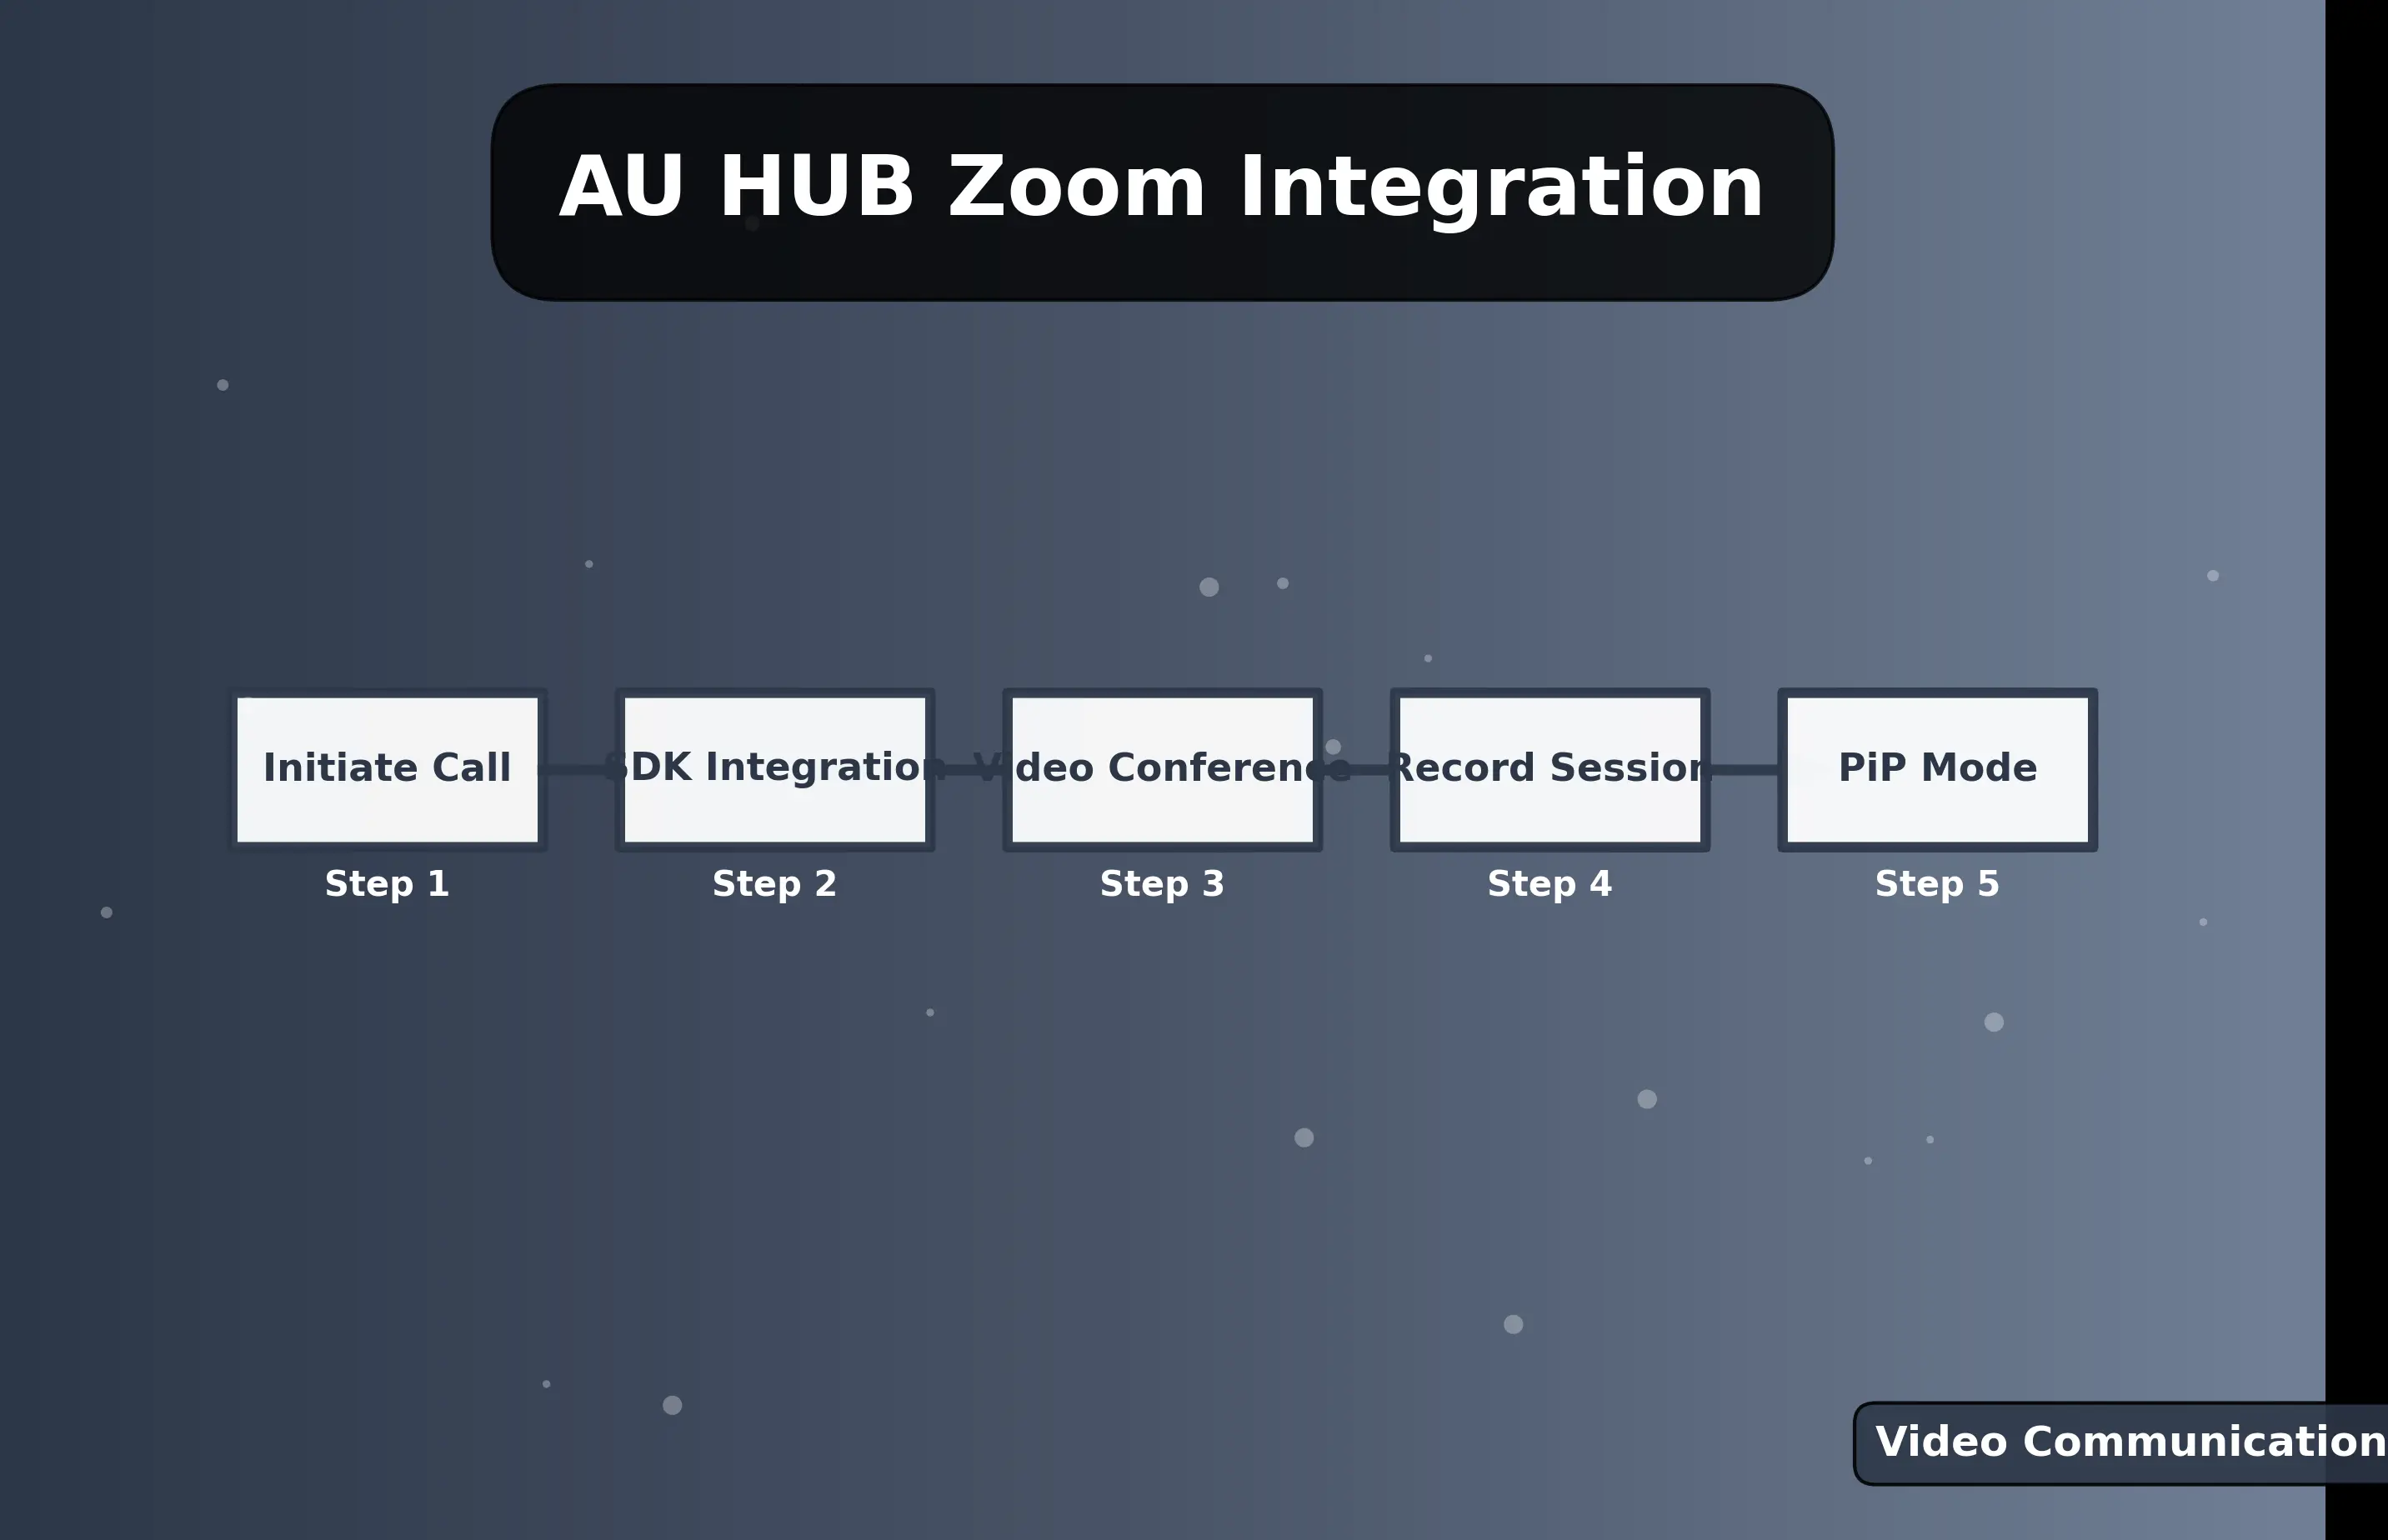 AU HUB Zoom Integration
Initiate Call
SDK Integration
Video Conference
Record Session
PiP Mode
Step 1
Step 2
Step 3
Step 4
Step 5
Video Communication